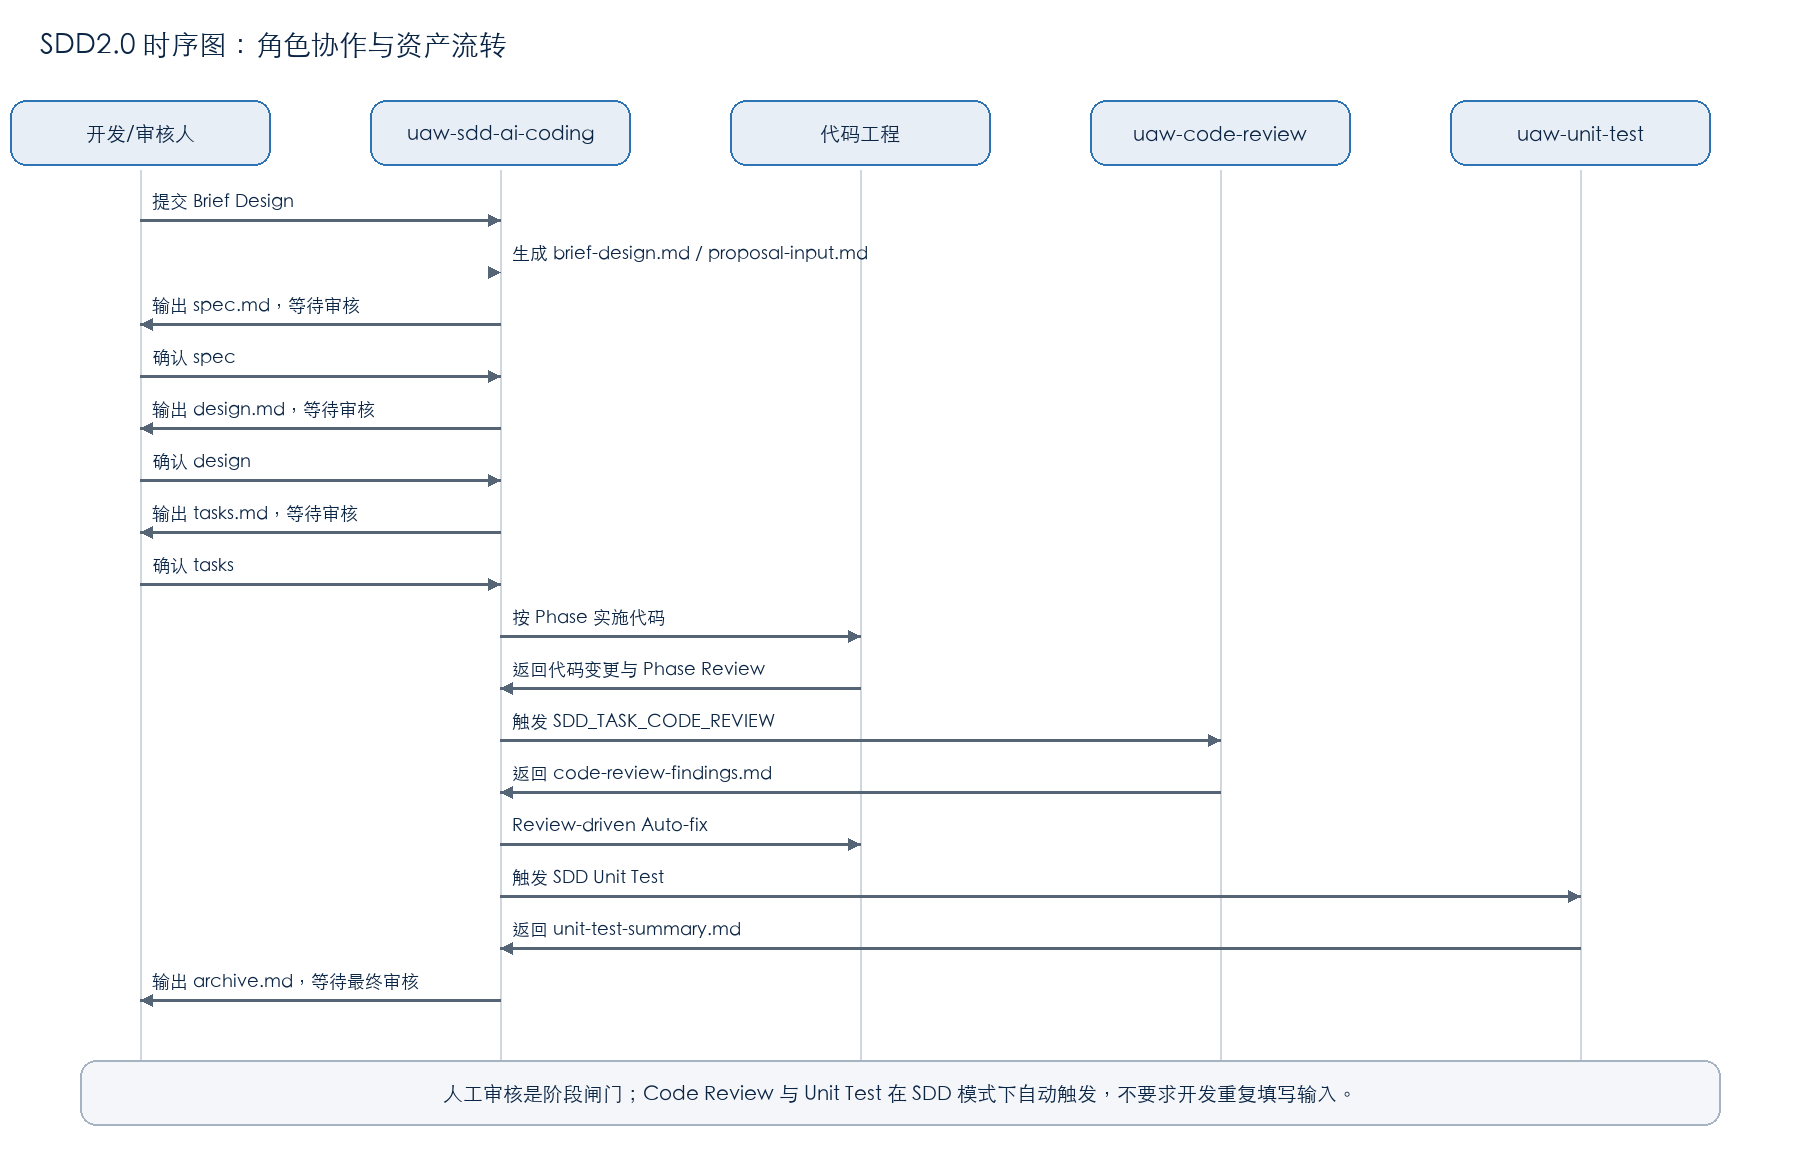 SDD2.0 时序图：角色协作与资产流转
开发/审核人
uaw-sdd-ai-coding
代码工程
uaw-code-review
uaw-unit-test
提交 Brief Design
生成 brief-design.md / proposal-input.md
输出 spec.md，等待审核
确认 spec
输出 design.md，等待审核
确认 design
输出 tasks.md，等待审核
确认 tasks
按 Phase 实施代码
返回代码变更与 Phase Review
触发 SDD_TASK_CODE_REVIEW
返回 code-review-findings.md
Review-driven Auto-fix
触发 SDD Unit Test
返回 unit-test-summary.md
输出 archive.md，等待最终审核
人工审核是阶段闸门；Code Review 与 Unit Test 在 SDD 模式下自动触发，不要求开发重复填写输入。